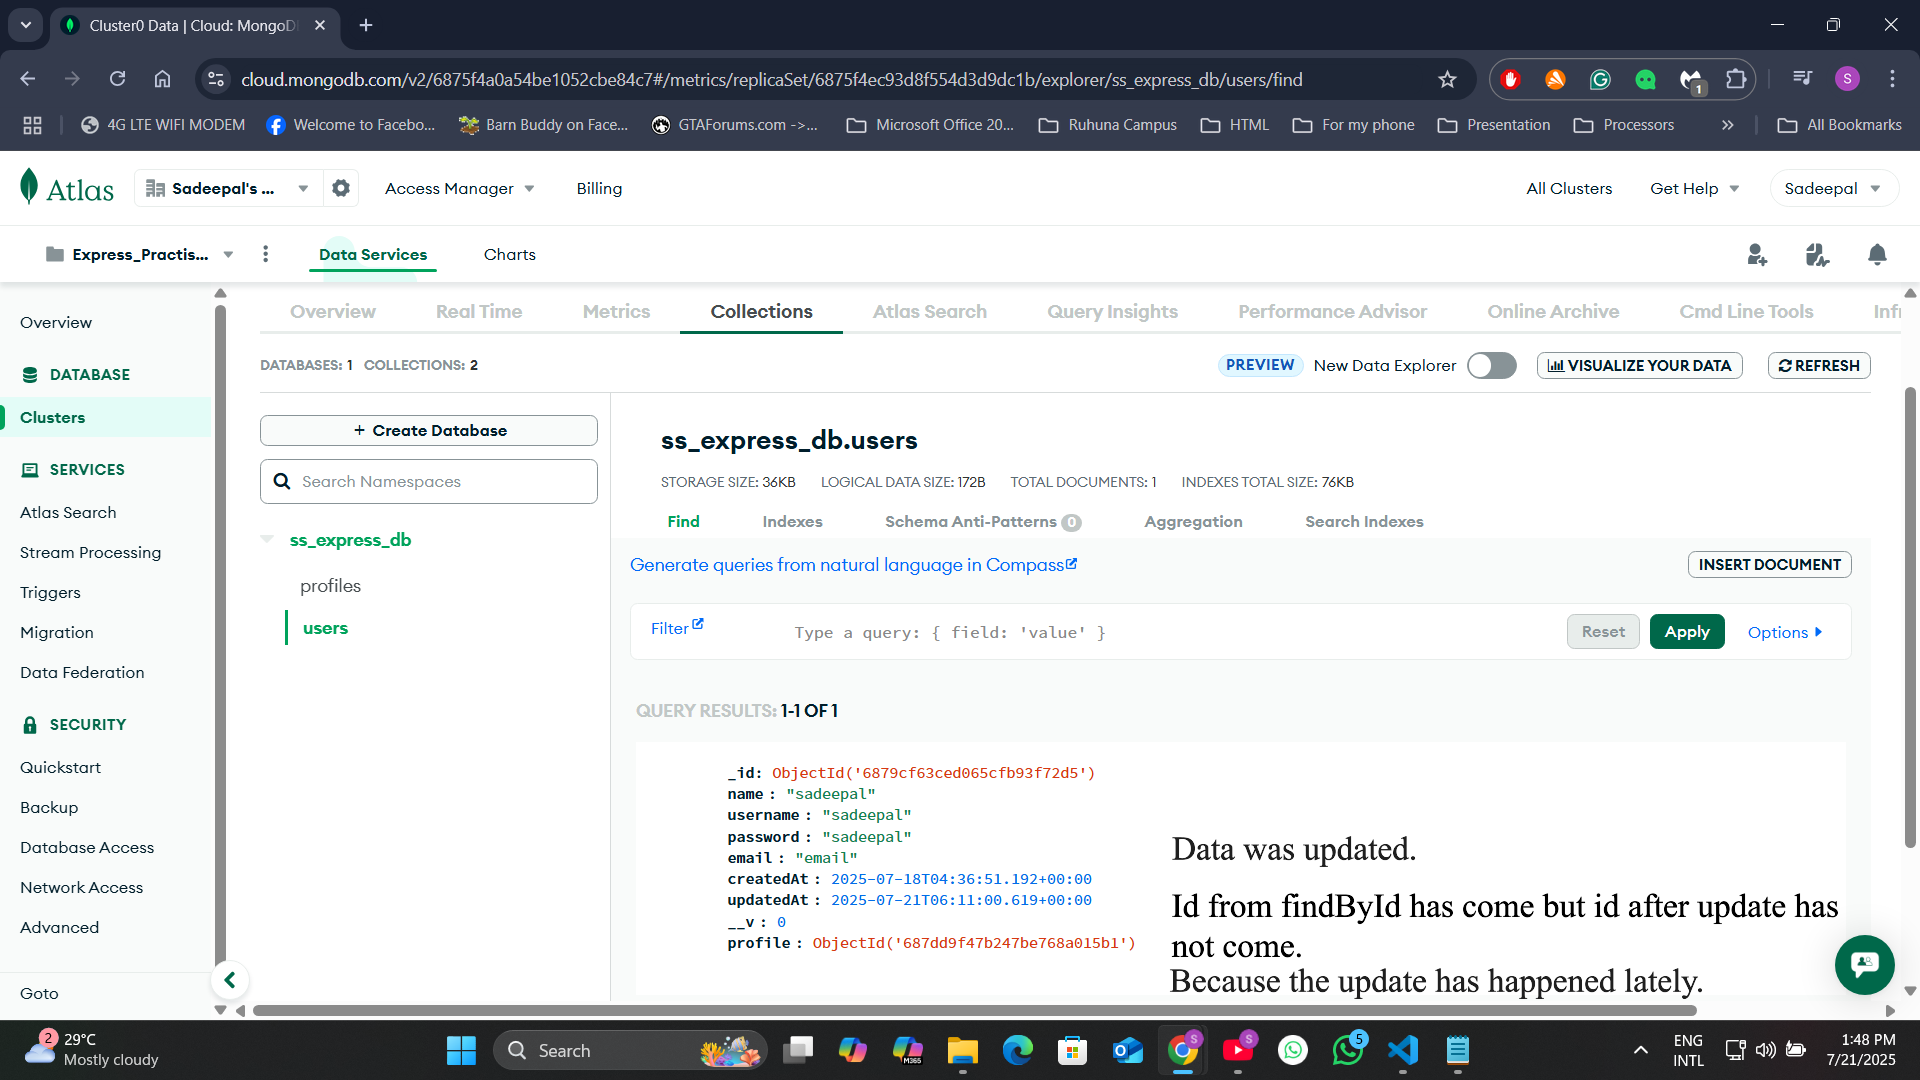 Cluster0 Data | Cloud: MongoD
cloud.mongodb.com/v2/6875f4a0a54be1052cbe84c7#/metrics/replicaSet/6875f4ec93d8f554d3d9dc1b/explorer/ss_express_db/users/find
1
S
4G LTE WIFI MODEM
Welcome to Facebo...
Barn Buddy on Face...
GTAForums.com ->...
Microsoft Office 20...
Ruhuna Campus
HTML
For my phone
Presentation
Processors
All Bookmarks
Atlas
Sadeepal's ...
Access Manager
Billing
All Clusters
Get Help
Sadeepal
Express_Practis...
Data Services
Charts
Overview
DATABASE
Clusters
SERVICES
Atlas Search
Stream Processing
Triggers
Migration
Data Federation
SECURITY
Quickstart
Backup
Database Access
Network Access
Advanced
Goto
Overview
Real Time
Metrics
Collections
Atlas Search
Query Insights
Performance Advisor
Online Archive
Cmd Line Tools
Infr
DATABASES: 1 COLLECTIONS: 2
PREVIEW New Data Explorer
VISUALIZE YOUR DATA
REFRESH
+ Create Database
Search Namespaces
ss_express_db
profiles
users
ss_express_db.users
STORAGE SIZE: 36KB LOGICAL DATA SIZE: 172B TOTAL DOCUMENTS: 1 INDEXES TOTAL SIZE: 76KB
Find
Indexes
Schema Anti-Patterns 0
Aggregation
Search Indexes
Generate queries from natural language in Compass
INSERT DOCUMENT
Filter
Type a query: { field: 'value' }
Reset
Apply
Options
QUERY RESULTS: 1-1 OF 1
_id: ObjectId('6879cf63ced065cfb93f72d5')
name : "sadeepal"
username : "sadeepal"
password : "sadeepal"
email : "email"
createdAt : 2025-07-18T04:36:51.192+00:00
updatedAt : 2025-07-21T06:11:00.619+00:00
__v : 0
profile : ObjectId('687dd9f47b247be768a015b1')
Data was updated.
Id from findById has come but id after update has
not come.
Because the update has happened lately.
2
29°C
Mostly cloudy
Search
M365
S
S
5
ENG
INTL
1:48 PM
7/21/2025